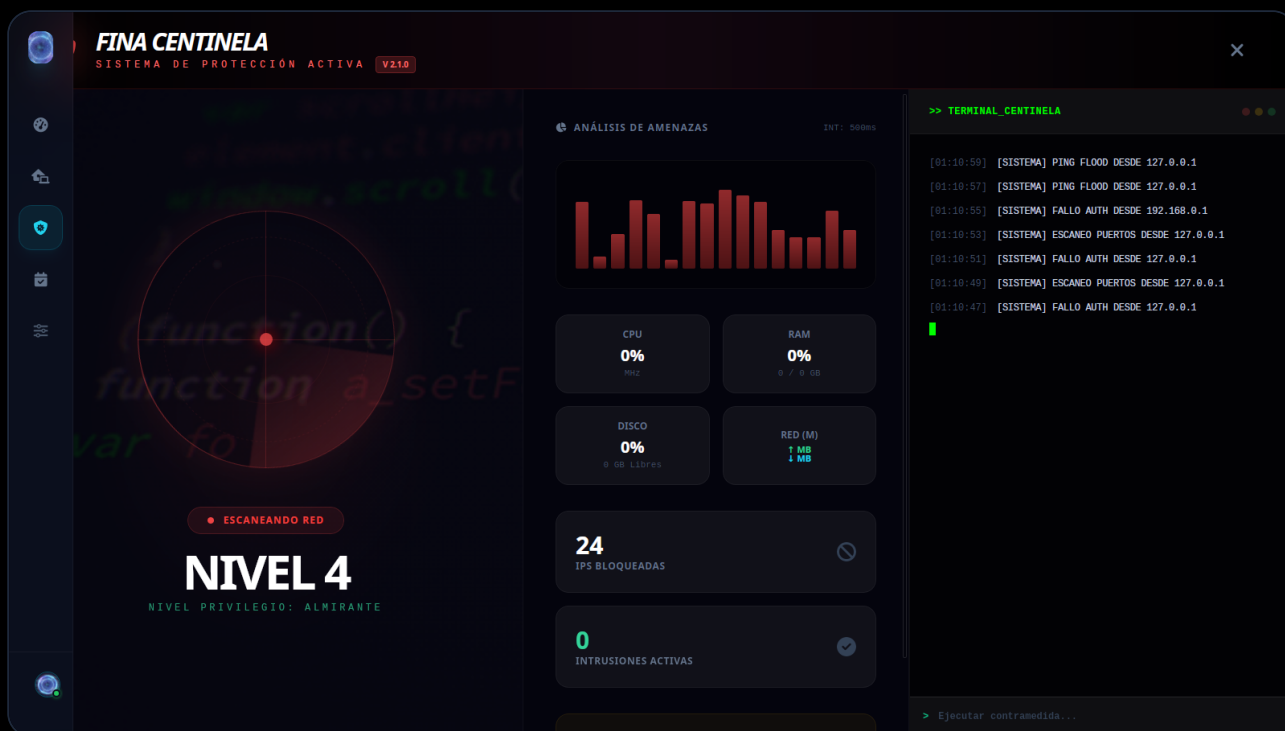 FINA CENTINELA
SISTEMA DE PROTECCIÓN ACTIVA V 2.1.0
element.client
window.scroll(
(function() {
function a_setF
var fo
ESCANEANDO RED
NIVEL 4
NIVEL PRIVILEGIO: ALMIRANTE
ANÁLISIS DE AMENAZAS INT: 500ms
CPU
0%
MHz
RAM
0%
0 / 0 GB
DISCO
0%
0 GB Libres
RED (M)
↑ MB
↓ MB
24
IPS BLOQUEADAS
0
INTRUSIONES ACTIVAS
>> TERMINAL_CENTINELA
[01:10:59] [SISTEMA] PING FLOOD DESDE 127.0.0.1
[01:10:57] [SISTEMA] PING FLOOD DESDE 127.0.0.1
[01:10:55] [SISTEMA] FALLO AUTH DESDE 192.168.0.1
[01:10:53] [SISTEMA] ESCANEO PUERTOS DESDE 127.0.0.1
[01:10:51] [SISTEMA] FALLO AUTH DESDE 127.0.0.1
[01:10:49] [SISTEMA] ESCANEO PUERTOS DESDE 127.0.0.1
[01:10:47] [SISTEMA] FALLO AUTH DESDE 127.0.0.1
> Ejecutar contramedida...